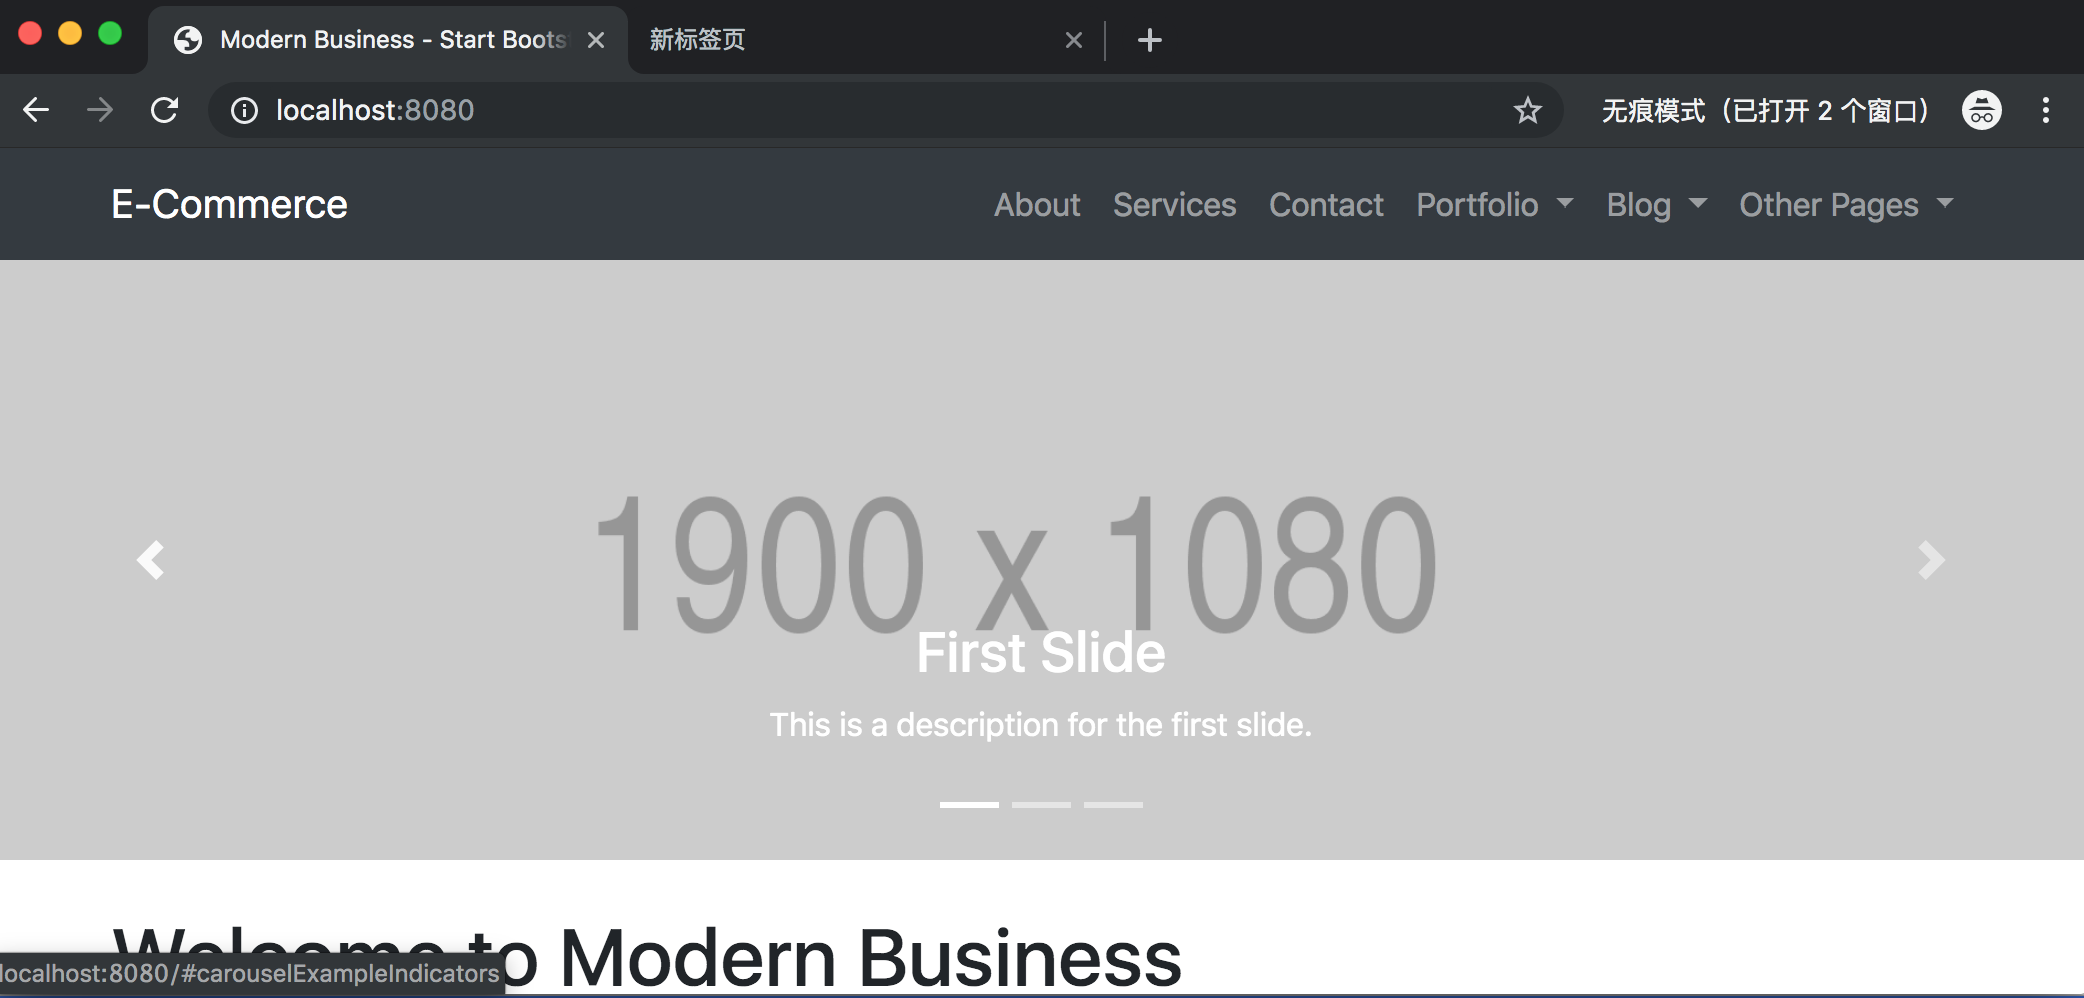 Modern Business - Start Boots
新标签页
localhost:8080
无痕模式（已打开 2 个窗口）
E-Commerce
About Services Contact Portfolio Blog Other Pages
1900 x 1080
First Slide
This is a description for the first slide.
Welcome to Modern Business
localhost:8080/#carouselExampleIndicators